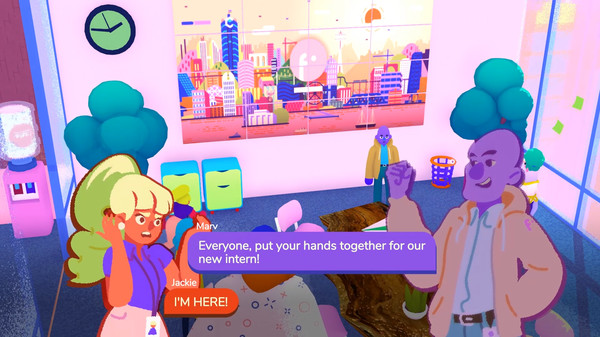 Marv
Everyone, put your hands together for our
new intern!
Jackie
I'M HERE!